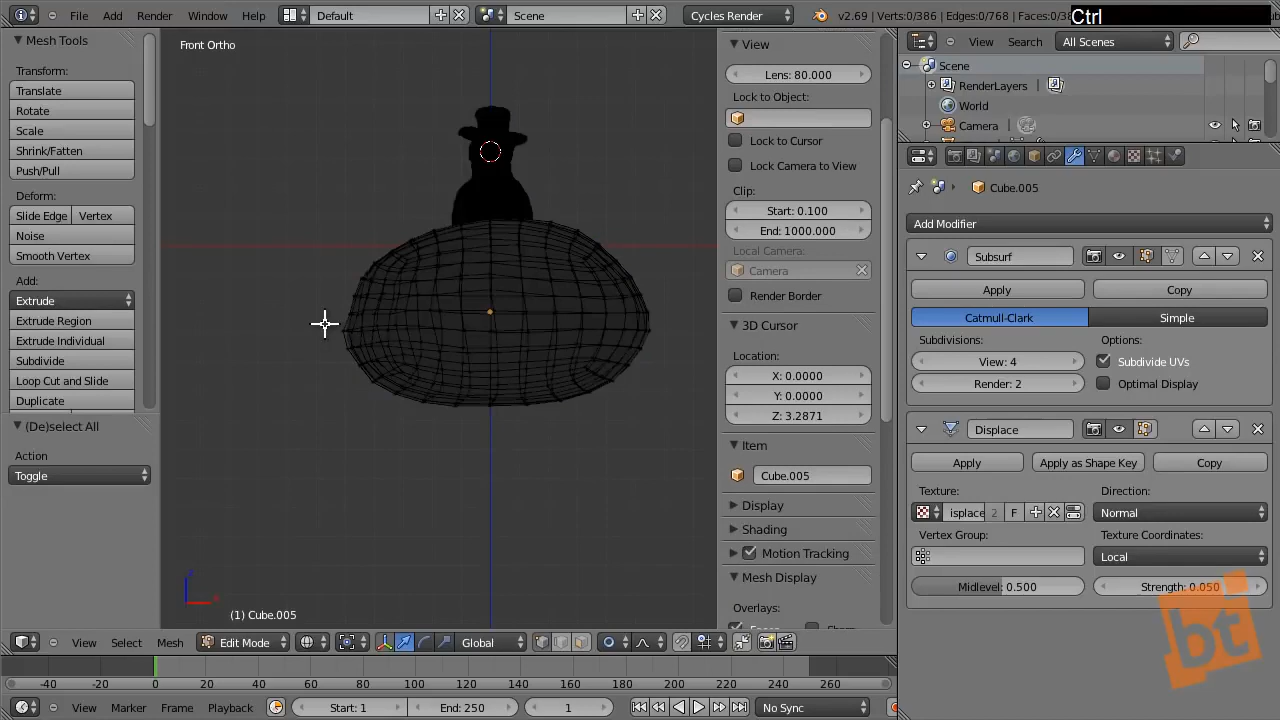 File Add Render Window Help Default Scene Cycles Render v2.69 | Verts:0/386 | Edges:0/768 | Faces:0/38
Ctrl
Mesh Tools
Transform:
Translate
Rotate
Scale
Shrink/Fatten
Push/Pull
Deform:
Slide Edge Vertex
Noise
Smooth Vertex
Add:
Extrude
Extrude Region
Extrude Individual
Subdivide
Loop Cut and Slide
Duplicate
(De)select All
Action
Toggle
Front Ortho
(1) Cube.005
View
Lens: 80.000
Lock to Object:
Lock to Cursor
Lock Camera to View
Clip:
Start: 0.100
End: 1000.000
Local Camera:
Camera
Render Border
3D Cursor
Location:
X: 0.0000
Y: 0.0000
Z: 3.2871
Item
Cube.005
Display
Shading
Motion Tracking
Mesh Display
Overlays:
View Search All Scenes
Scene
RenderLayers |
World
Camera |
Cube.005
Add Modifier
Subsurf
Apply Copy
Catmull-Clark Simple
Subdivisions: Options:
View: 4 Subdivide UVs
Render: 2 Optimal Display
Displace
Apply Apply as Shape Key Copy
Texture: Direction:
isplace 2 F Normal
Vertex Group: Texture Coordinates:
Local
Midlevel: 0.500 Strength: 0.050
bt
View Select Mesh Edit Mode Global
-40 -20 0 20 40 60 80 100 120 140 160 180 200 220 240 260
View Marker Frame Playback Start: 1 End: 250 1 No Sync